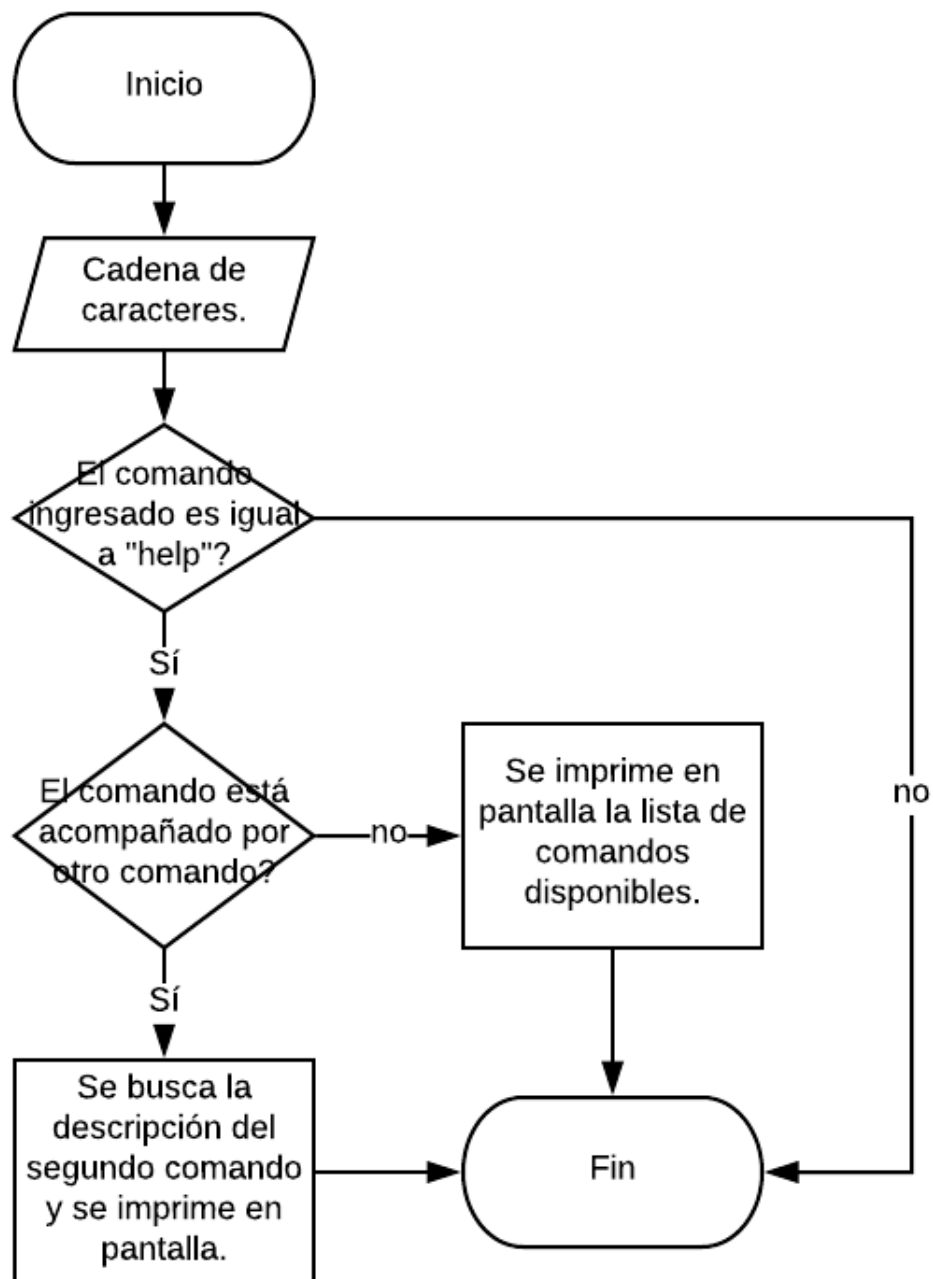 Inicio
Cadena de
caracteres.
El comando
ingresado es igual
a "help"?
Sí
El comando está
acompañado por
otro comando?
no
Se imprime en
pantalla la lista de
comandos
disponibles.
no
Sí
Se busca la
descripción del
segundo comando
y se imprime en
pantalla.
Fin